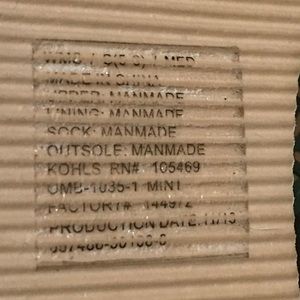 MADE IN CHINA
UPPER: MANMADE
LINING: MANMADE
SOCK: MANMADE
OUTSOLE: MANMADE
KOHLS RN# 105469
OMB-1035-1 MINT
FACTORY# 144972
PRODUCTION DATE: 11/13